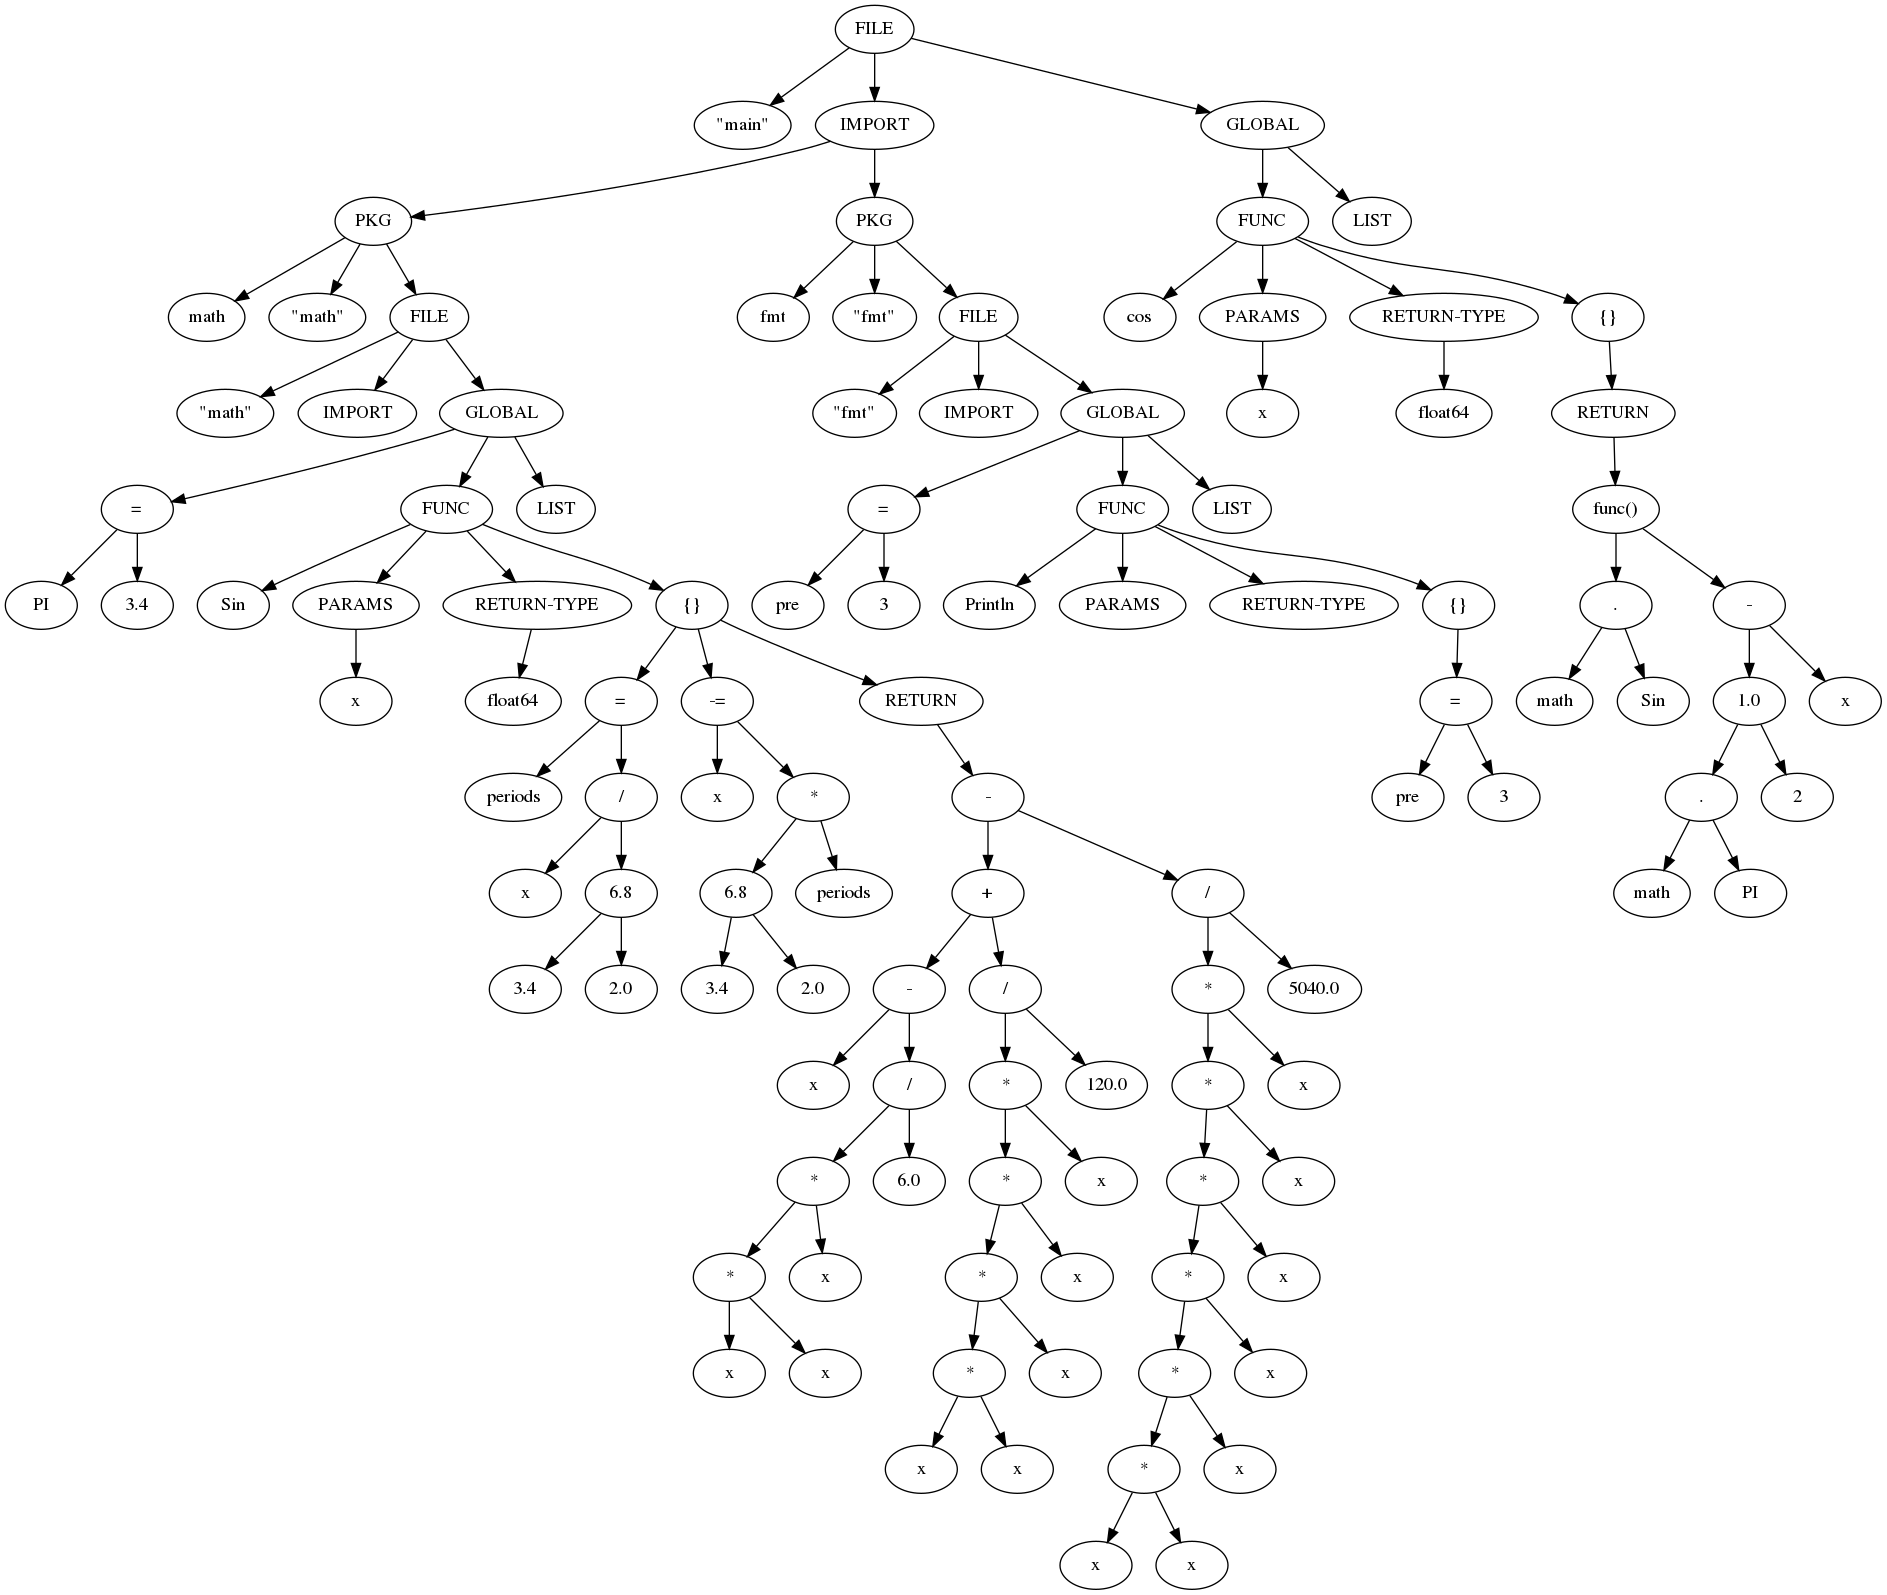 FILE
"main" IMPORT GLOBAL
PKG PKG FUNC LIST
math "math" FILE fmt "fmt" FILE cos PARAMS RETURN-TYPE {}
"math" IMPORT GLOBAL "fmt" IMPORT GLOBAL x float64 RETURN
= FUNC LIST = FUNC LIST func()
PI 3.4 Sin PARAMS RETURN-TYPE {} pre 3 Println PARAMS RETURN-TYPE {} . -
x float64 = -= RETURN = math Sin 1.0 x
periods / x * - pre 3 . 2
x 6.8 6.8 periods + / math PI
3.4 2.0 3.4 2.0 - / * 5040.0
x / * 120.0 * x
* 6.0 * x * x
* x * x * x
x x * x * x
x x * x
x x